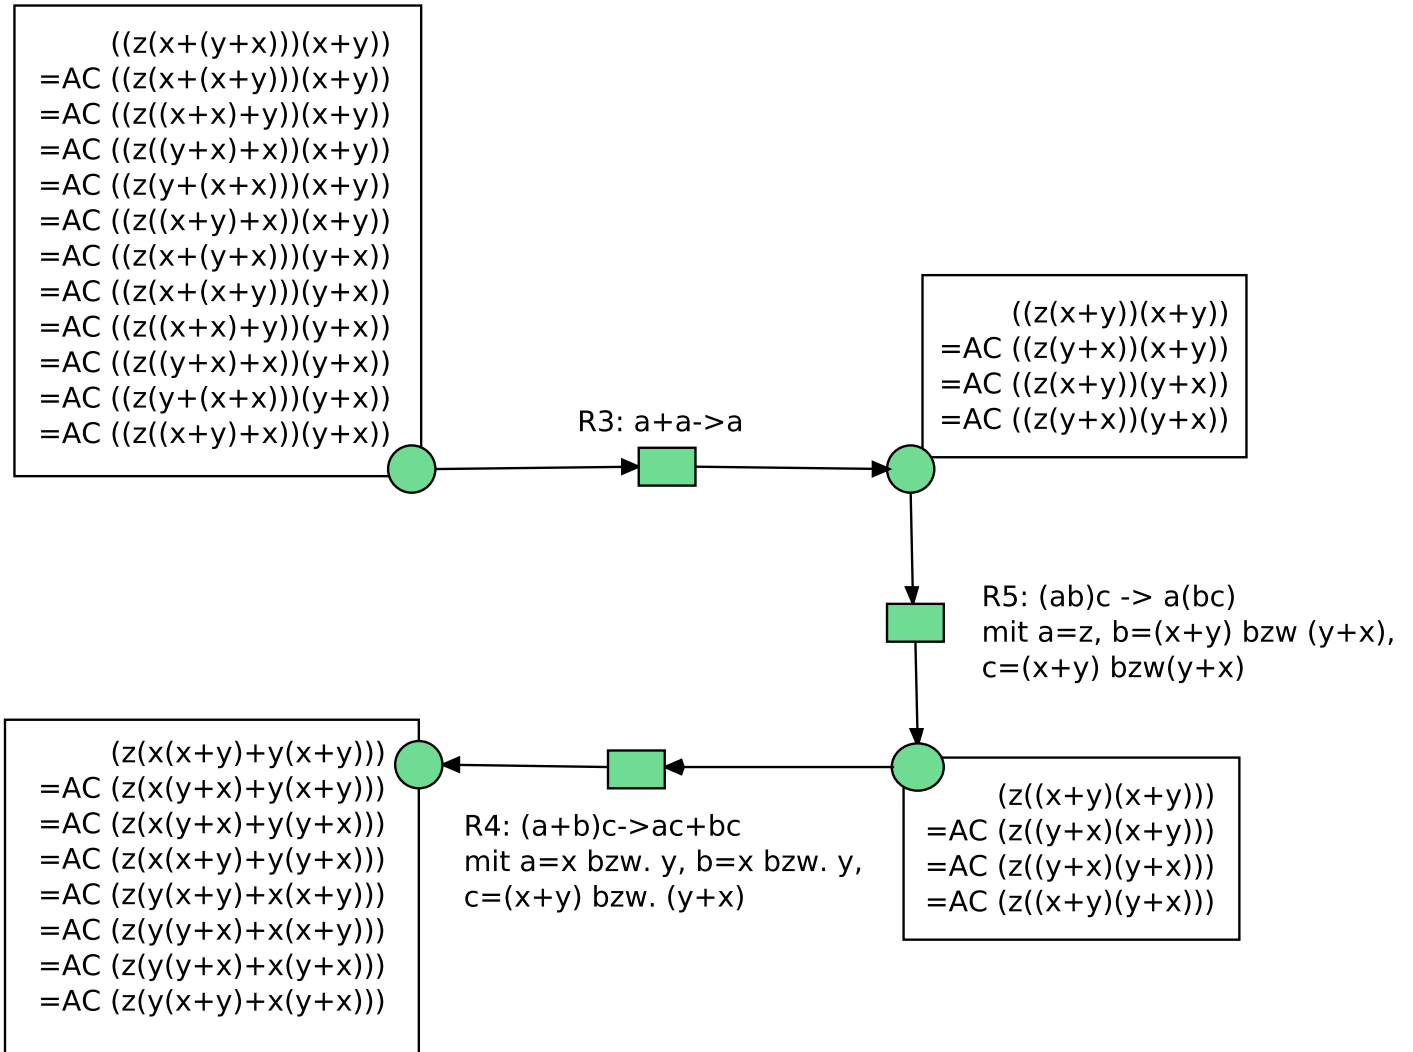 ((z(x+(y+x)))(x+y))
=AC ((z(x+(x+y)))(x+y))
=AC ((z((x+x)+y))(x+y))
=AC ((z((y+x)+x))(x+y))
=AC ((z(y+(x+x)))(x+y))
=AC ((z((x+y)+x))(x+y))
=AC ((z(x+(y+x)))(y+x))
=AC ((z(x+(x+y)))(y+x))
=AC ((z((x+x)+y))(y+x))
=AC ((z((y+x)+x))(y+x))
=AC ((z(y+(x+x)))(y+x))
=AC ((z((x+y)+x))(y+x))
R3: a+a->a
((z(x+y))(x+y))
=AC ((z(y+x))(x+y))
=AC ((z(x+y))(y+x))
=AC ((z(y+x))(y+x))
R5: (ab)c -> a(bc)
mit a=z, b=(x+y) bzw (y+x),
c=(x+y) bzw(y+x)
(z((x+y)(x+y)))
=AC (z((y+x)(x+y)))
=AC (z((y+x)(y+x)))
=AC (z((x+y)(y+x)))
R4: (a+b)c->ac+bc
mit a=x bzw. y, b=x bzw. y,
c=(x+y) bzw. (y+x)
(z(x(x+y)+y(x+y)))
=AC (z(x(y+x)+y(x+y)))
=AC (z(x(y+x)+y(y+x)))
=AC (z(x(x+y)+y(y+x)))
=AC (z(y(x+y)+x(x+y)))
=AC (z(y(y+x)+x(x+y)))
=AC (z(y(y+x)+x(y+x)))
=AC (z(y(x+y)+x(y+x)))